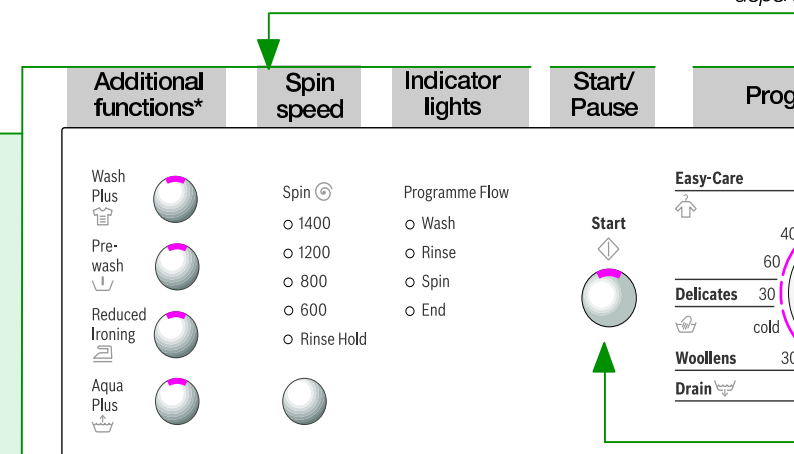 Additional
functions*
Spin
speed
Indicator
lights
Start/
Pause
Wash
Plus
Pre-
wash
Reduced
Ironing
Aqua
Plus
Spin
1400
1200
800
600
Rinse Hold
Programme Flow
Wash
Rinse
Spin
End
Start
Easy-Care
40
60
Delicates 30
cold
Woollens 30
Drain